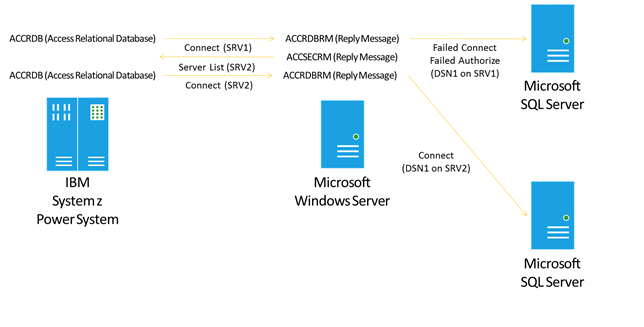 ACCRDB (Access Relational Database)
Connect (SRV1)
ACCRDBRM (Reply Message)
Failed Connect
Failed Authorize
(DSN1 on SRV1)
ACCSECRM (Reply Message)
Server List (SRV2)
ACCRDB (Access Relational Database)
Connect (SRV2)
ACCRDBRM (Reply Message)
Microsoft
SQL Server
Connect
(DSN1 on SRV2)
IBM
System z
Power System
Microsoft
Windows Server
Microsoft
SQL Server